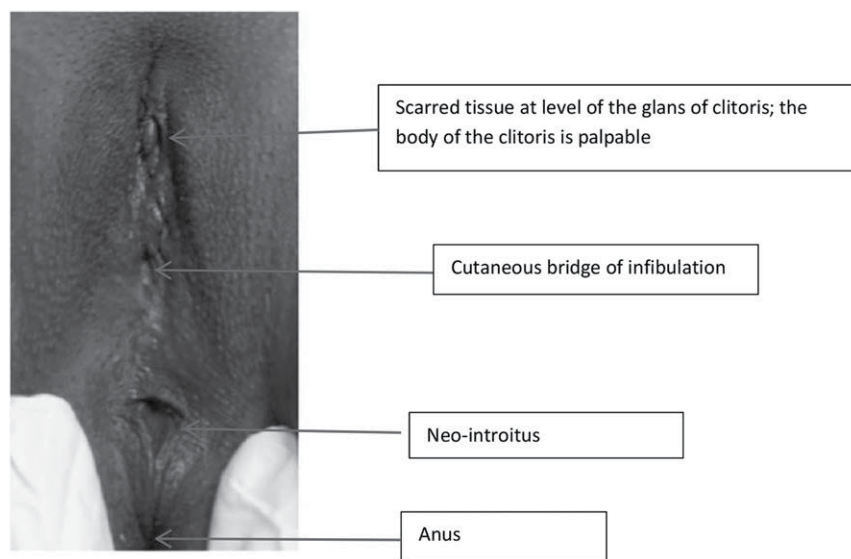 Scarred tissue at level of the glans of clitoris; the
body of the clitoris is palpable
Cutaneous bridge of infibulation
Neo-introitus
Anus